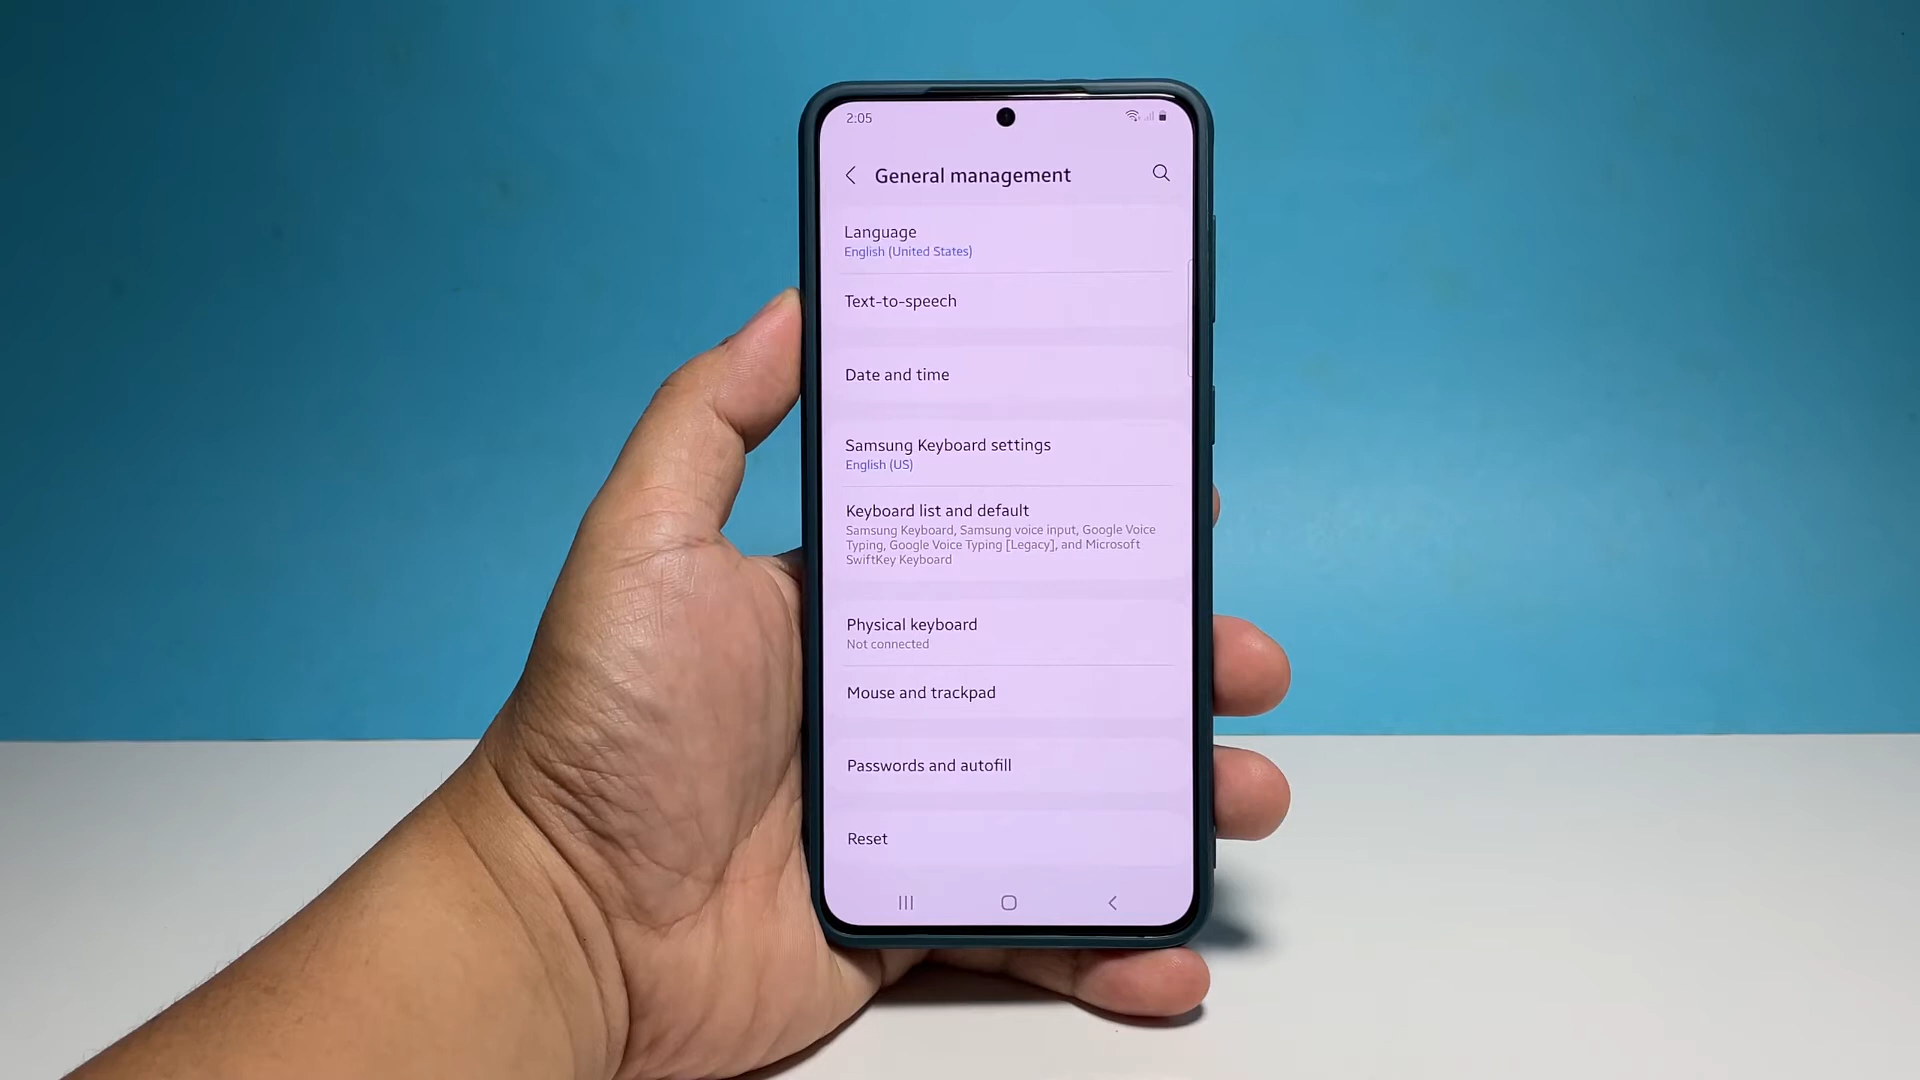 2:05
General management
Language
English (United States)
Text-to-speech
Date and time
Samsung Keyboard settings
English (US)
Keyboard list and default
Samsung Keyboard, Samsung voice input, Google Voice
Typing, Google Voice Typing [Legacy], and Microsoft
SwiftKey Keyboard
Physical keyboard
Not connected
Mouse and trackpad
Passwords and autofill
Reset